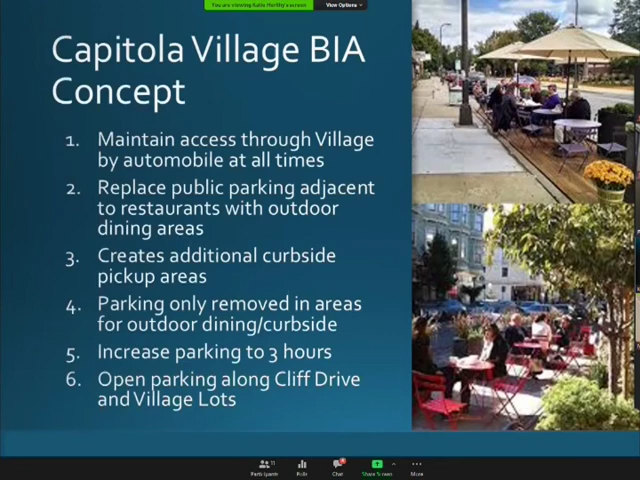 You are viewing Katie Herlihy's screen View Options
Capitola Village BIA
Concept
1. Maintain access through Village
by automobile at all times
2. Replace public parking adjacent
to restaurants with outdoor
dining areas
3. Creates additional curbside
pickup areas
4. Parking only removed in areas
for outdoor dining/curbside
5. Increase parking to 3 hours
6. Open parking along Cliff Drive
and Village Lots
11
Participants Polls Chat Share Screen More